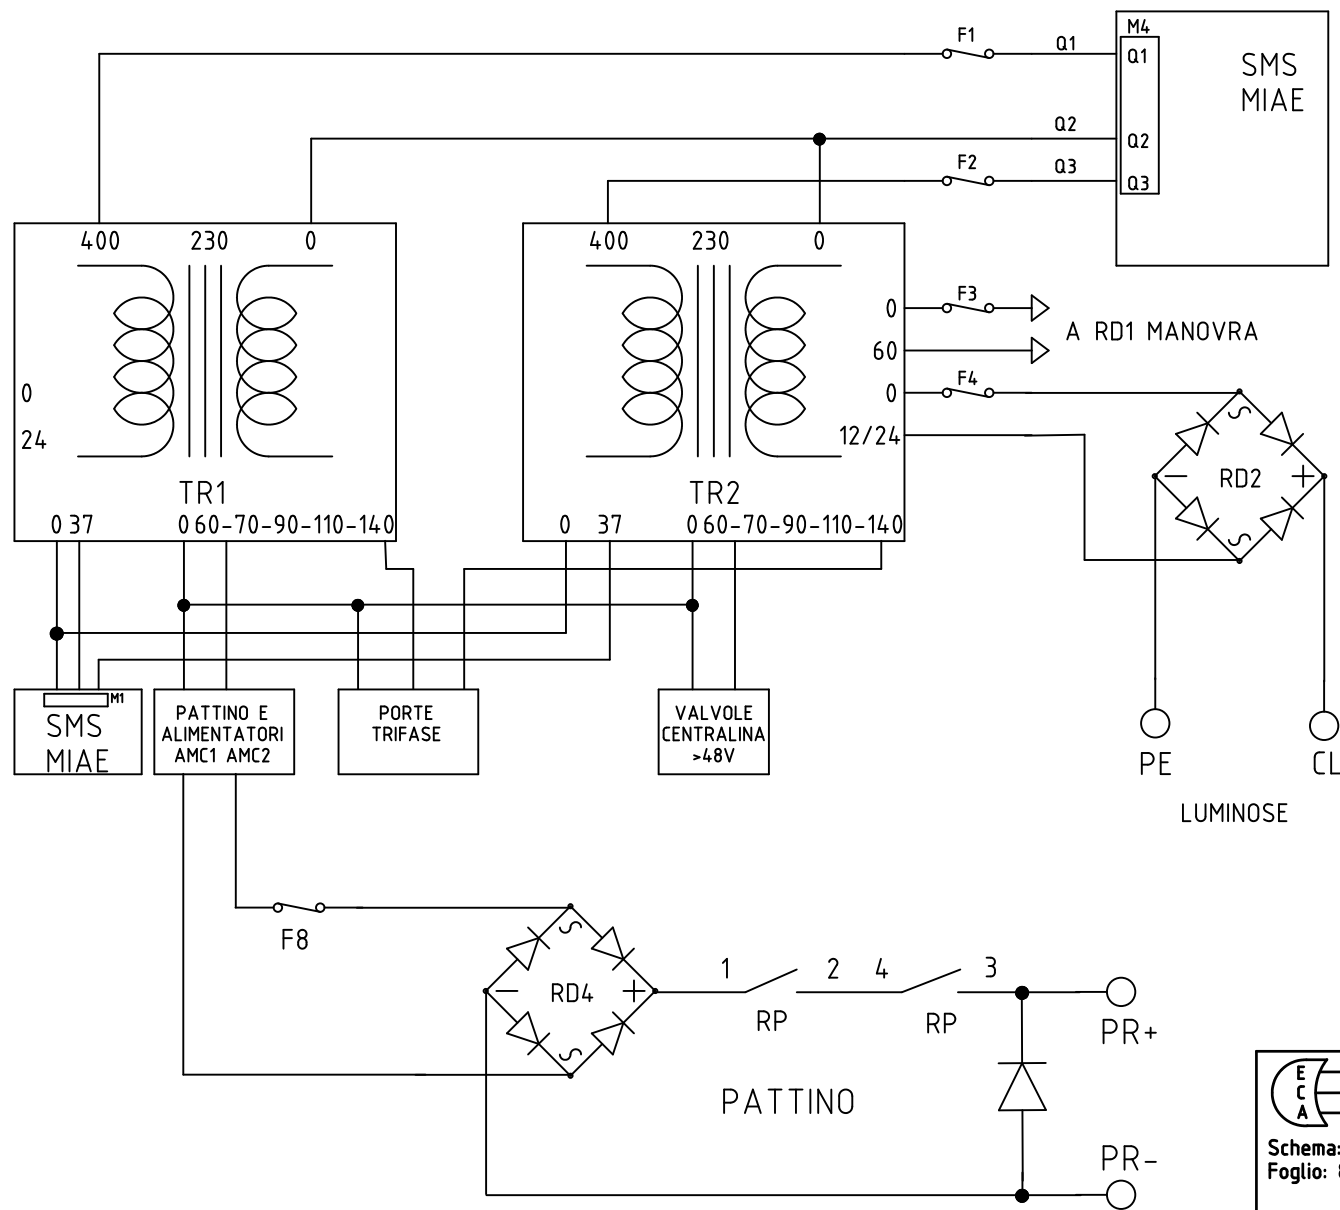 F1
Q1
M4
Q1
SMS
MIAE
Q2
Q2
F2
Q3
Q3
400 230 0
400 230 0
F3
0
A RD1 MANOVRA
60
F4
0
0
24
12/24
RD2
TR1
TR2
0 37
0 60-70-90-110-140
0 37
0 60-70-90-110-140
M1
SMS
MIAE
PATTINO E
ALIMENTATORI
AMC1 AMC2
PORTE
TRIFASE
VALVOLE
CENTRALINA
>48V
PE
CL
LUMINOSE
F8
RD4
1 2 4 3
RP RP
PR+
PATTINO
PR-
E
C
A
Schema:
Foglio: